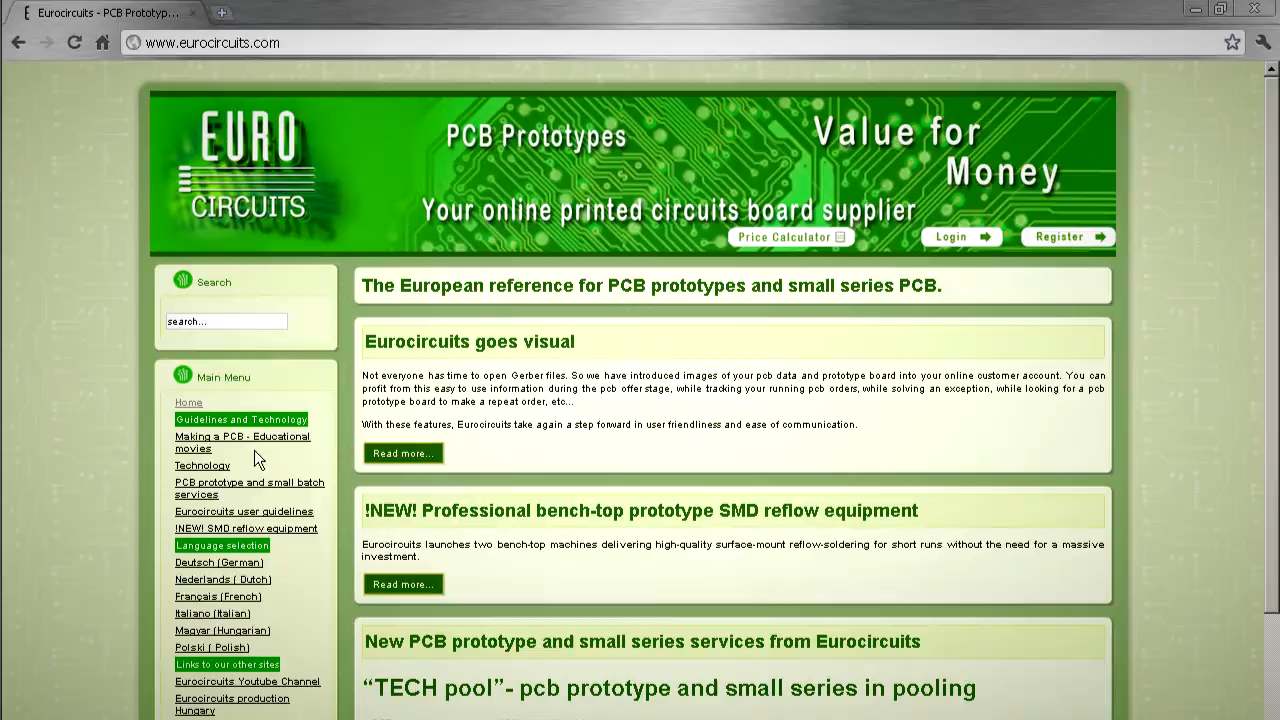 Eurocircuits - PCB Prototyp...
www.eurocircuits.com
EURO
CIRCUITS
PCB Prototypes
Value for
Money
Your online printed circuits board supplier
Price Calculator
Login
Register
Search
search...
Main Menu
Home
Guidelines and Technology
Making a PCB - Educational
movies
Technology
PCB prototype and small batch
services
Eurocircuits user guidelines
!NEW! SMD reflow equipment
Language selection
Deutsch (German)
Nederlands ( Dutch)
Français (French)
Italiano (Italian)
Magyar (Hungarian)
Polski ( Polish)
Links to our other sites
Eurocircuits Youtube Channel
Eurocircuits production
Hungary
The European reference for PCB prototypes and small series PCB.
Eurocircuits goes visual
Not everyone has time to open Gerber files. So we have introduced images of your pcb data and prototype board into your online customer account. You can
profit from this easy to use information during the pcb offer stage, while tracking your running pcb orders, while solving an exception, while looking for a pcb
prototype board to make a repeat order, etc...
With these features, Eurocircuits take again a step forward in user friendliness and ease of communication.
Read more...
!NEW! Professional bench-top prototype SMD reflow equipment
Eurocircuits launches two bench-top machines delivering high-quality surface-mount reflow-soldering for all users without the need for a massive
investment.
Read more...
New PCB prototype and small series services from Eurocircuits
“TECH pool”- pcb prototype and small series in pooling